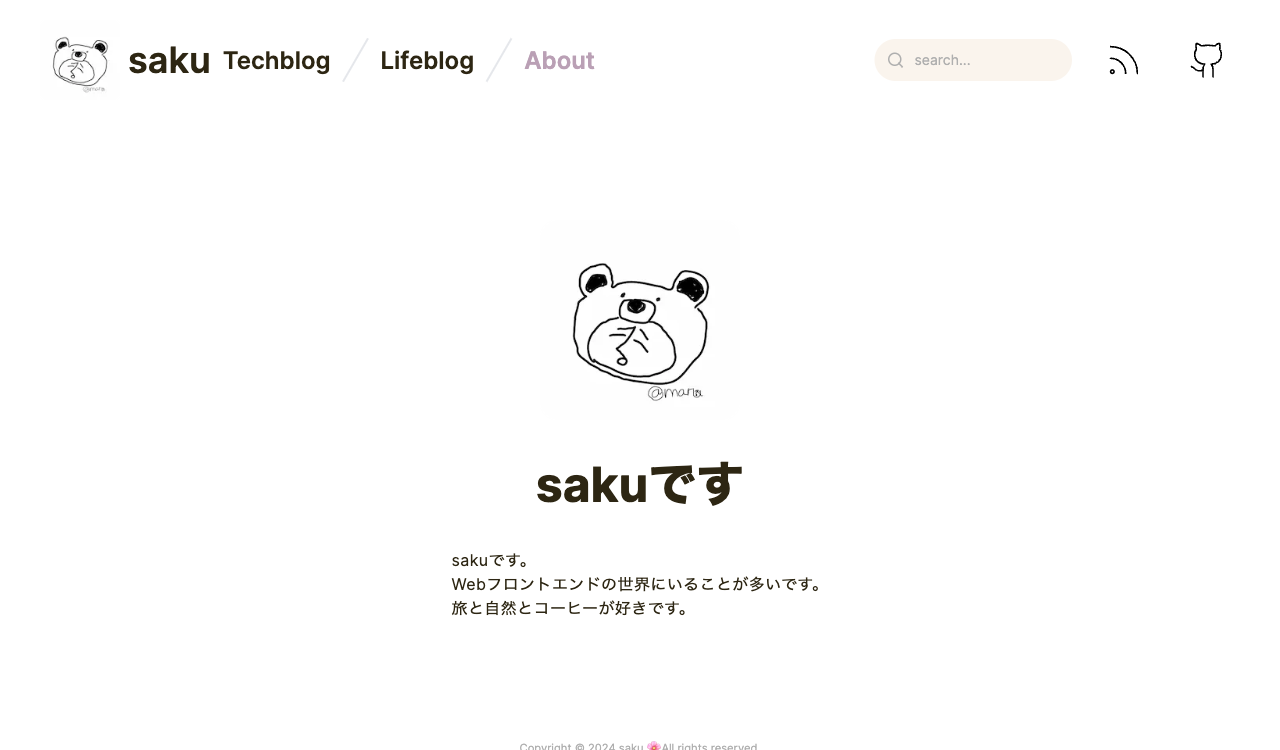 saku Techblog Lifeblog About search...
@maria
sakuです
sakuです。
Webフロントエンドの世界にいることが多いです。
旅と自然とコーヒーが好きです。
Copyright © 2024 saku 🌸All rights reserved